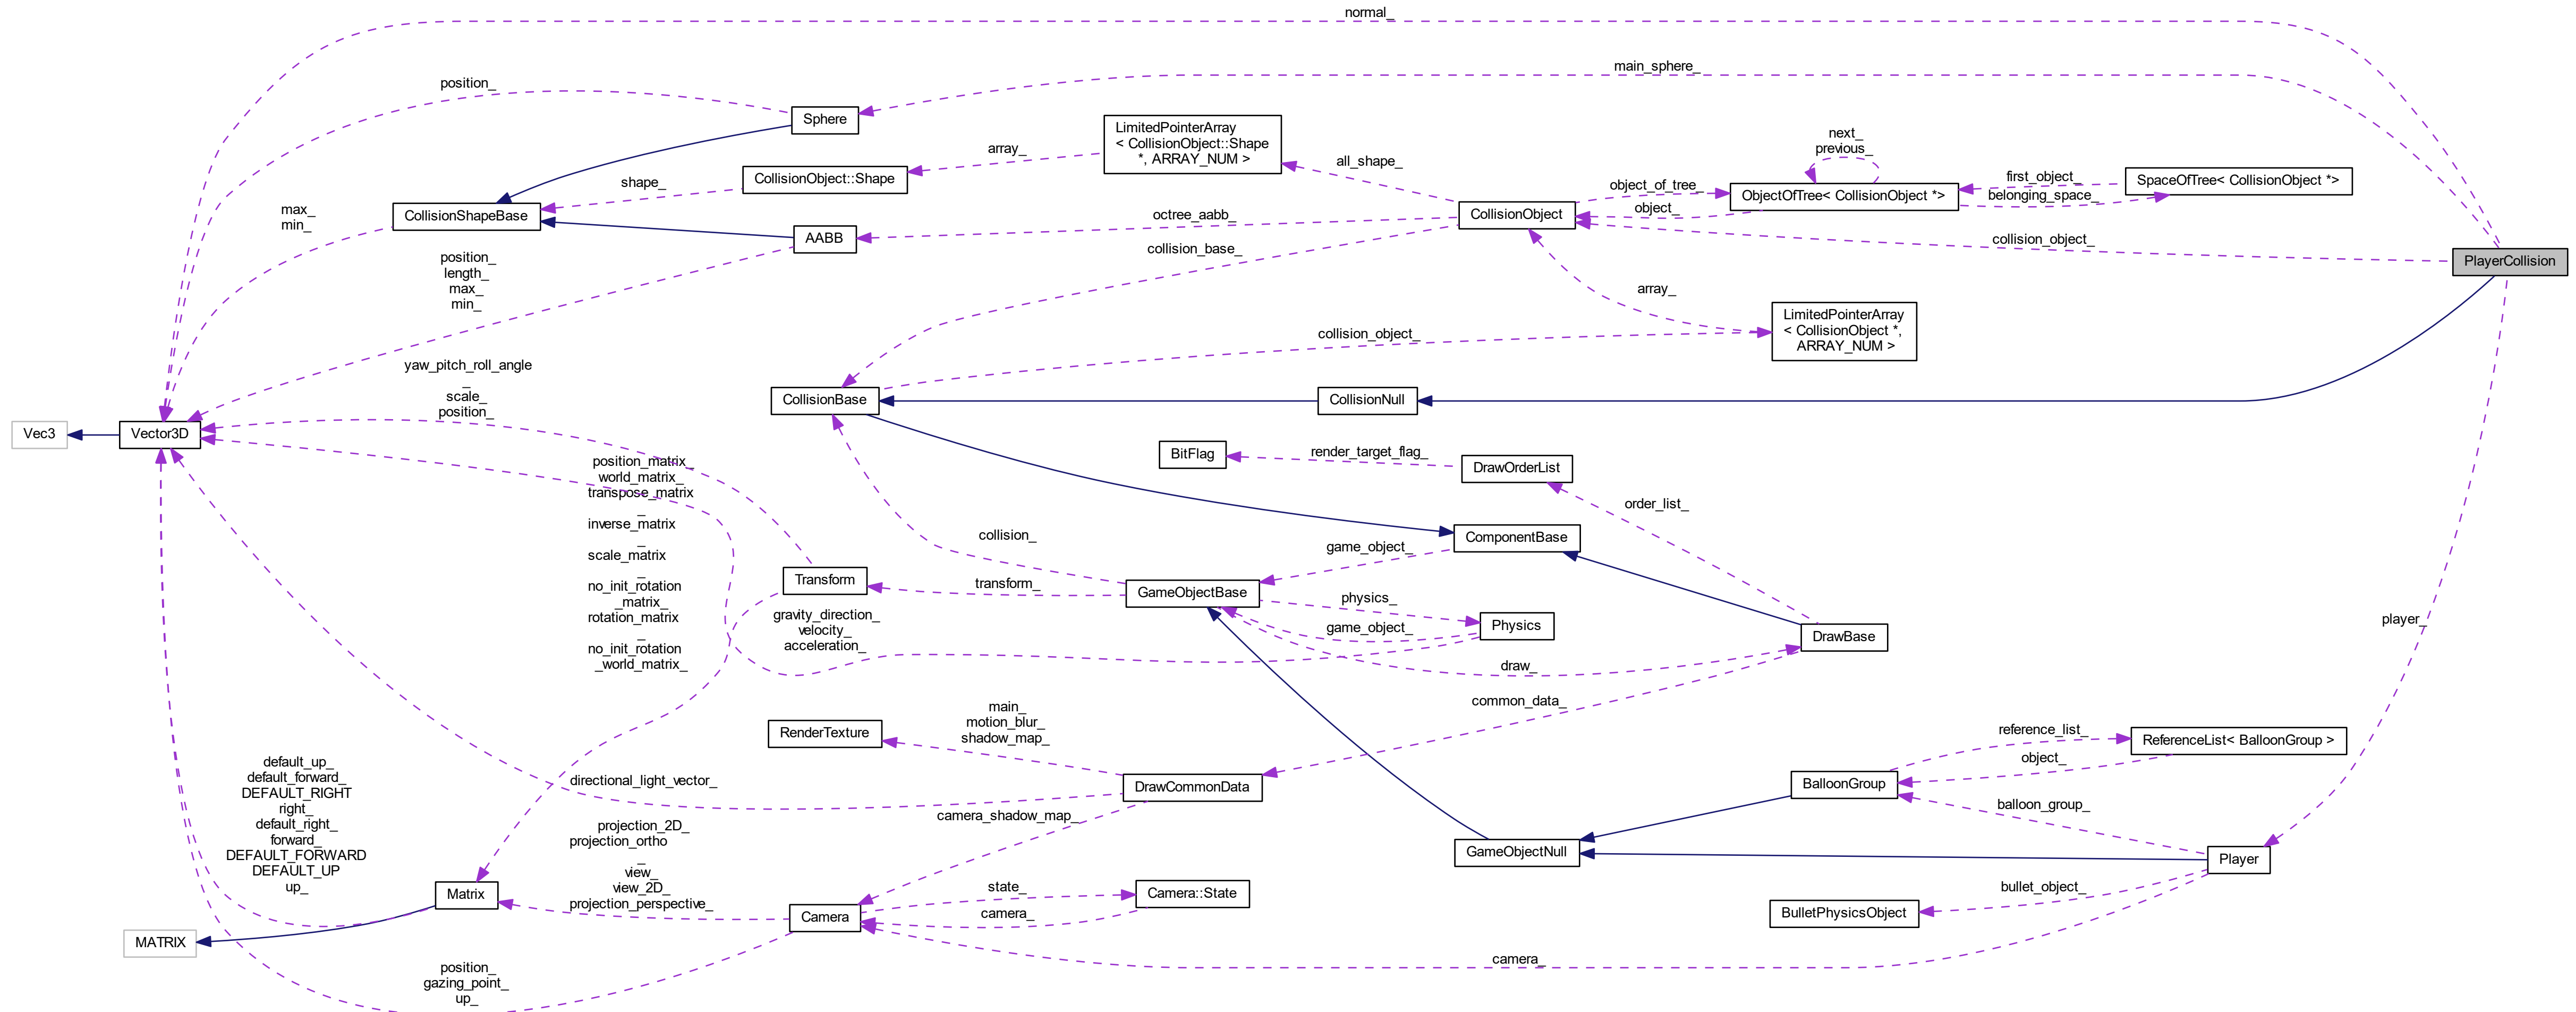 normal_
main_sphere_
position_
Sphere
LimitedPointerArray
< CollisionObject::Shape
*, ARRAY_NUM >
array_
all_shape_
next_
previous_
CollisionObject::Shape
shape_
object_of_tree_
ObjectOfTree< CollisionObject *>
first_object_
belonging_space_
SpaceOfTree< CollisionObject *>
CollisionShapeBase
max_
min_
octree_aabb_
CollisionObject
object_
AABB
collision_base_
collision_object_
PlayerCollision
position_
length_
max_
min_
array_
LimitedPointerArray
< CollisionObject *,
ARRAY_NUM >
collision_object_
yaw_pitch_roll_angle
_
scale_
position_
CollisionBase
CollisionNull
Vec3
Vector3D
BitFlag
render_target_flag_
DrawOrderList
order_list_
position_matrix_
world_matrix_
transpose_matrix
_
inverse_matrix
_
scale_matrix
_
no_init_rotation
_matrix_
rotation_matrix
_
no_init_rotation
_world_matrix_
collision_
ComponentBase
game_object_
Transform
transform_
GameObjectBase
physics_
game_object_
Physics
gravity_direction_
velocity_
acceleration_
draw_
DrawBase
player_
common_data_
main_
motion_blur_
shadow_map_
RenderTexture
reference_list_
object_
ReferenceList< BalloonGroup >
default_up_
default_forward_
DEFAULT_RIGHT
right_
default_right_
forward_
DEFAULT_FORWARD
DEFAULT_UP
up_
directional_light_vector_
DrawCommonData
BalloonGroup
balloon_group_
camera_shadow_map_
projection_2D_
projection_ortho
_
view_
view_2D_
projection_perspective_
GameObjectNull
Player
Matrix
state_
Camera::State
camera_
Camera
bullet_object_
BulletPhysicsObject
MATRIX
camera_
position_
gazing_point_
up_